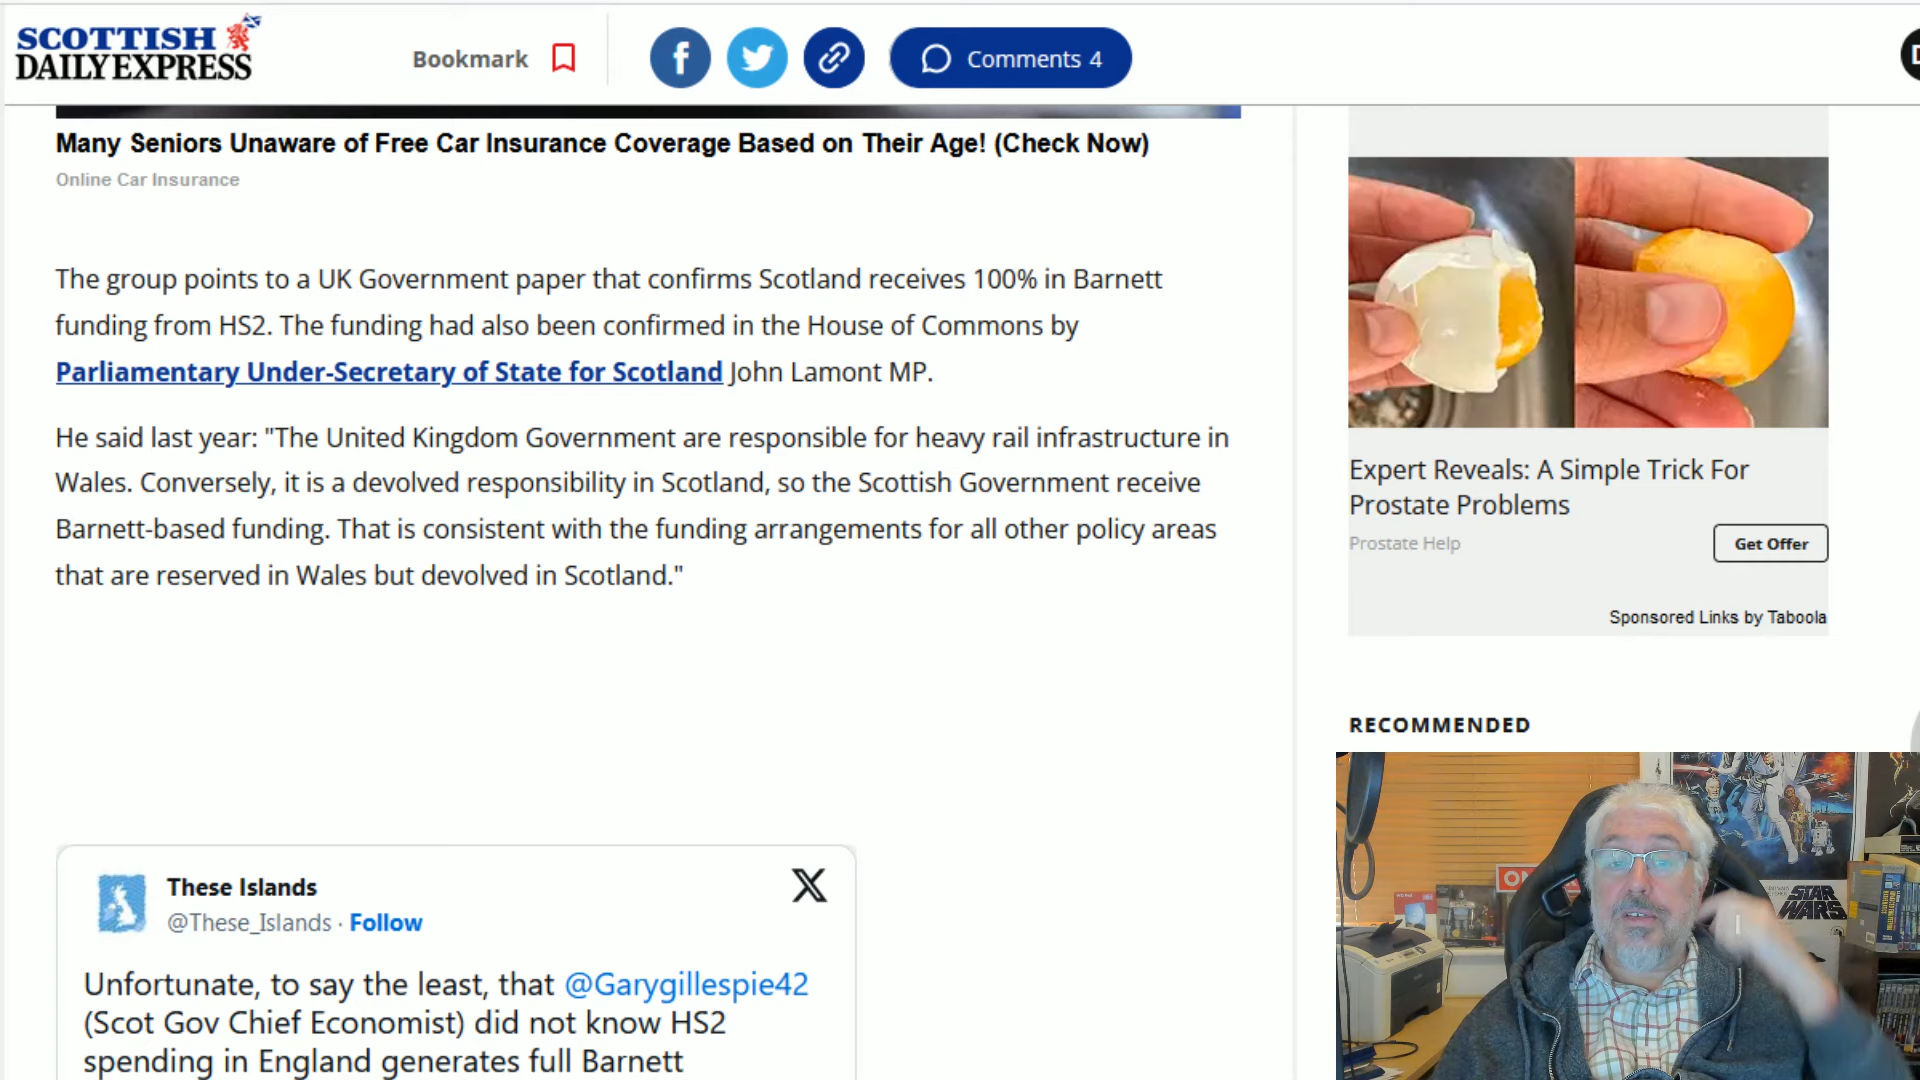 SCOTTISH
DAILY EXPRESS
Bookmark
Comments 4
Many Seniors Unaware of Free Car Insurance Coverage Based on Their Age! (Check Now)
Online Car Insurance
The group points to a UK Government paper that confirms Scotland receives 100% in Barnett
funding from HS2. The funding had also been confirmed in the House of Commons by
Parliamentary Under-Secretary of State for Scotland John Lamont MP.
He said last year: "The United Kingdom Government are responsible for heavy rail infrastructure in
Wales. Conversely, it is a devolved responsibility in Scotland, so the Scottish Government receive
Barnett-based funding. That is consistent with the funding arrangements for all other policy areas
that are reserved in Wales but devolved in Scotland."
These Islands
@These_Islands · Follow
Unfortunate, to say the least, that @Garygillespie42
(Scot Gov Chief Economist) did not know HS2
spending in England generates full Barnett
Expert Reveals: A Simple Trick For
Prostate Problems
Prostate Help
Get Offer
Sponsored Links by Taboola
RECOMMENDED
STAR
WARS